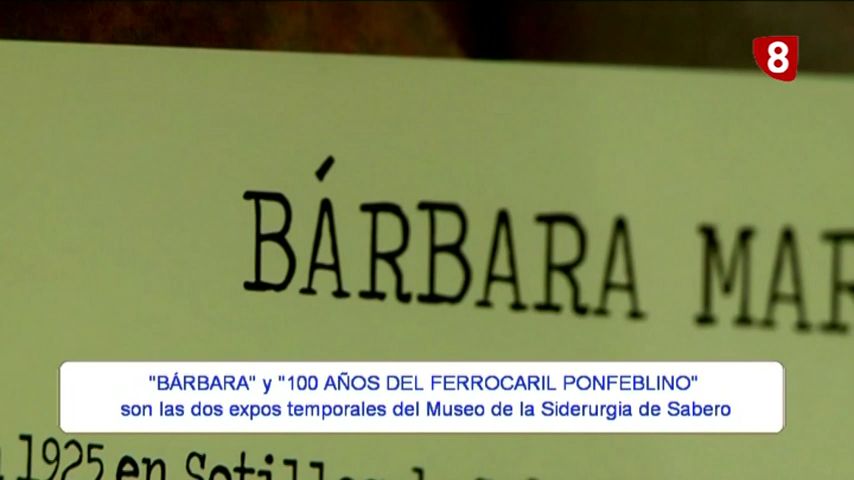 8
BÁRBARA MAR
"BÁRBARA" y "100 AÑOS DEL FERROCARIL PONFEBLINO"
son las dos expos temporales del Museo de la Siderurgia de Sabero
1925 en